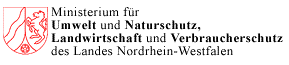 Ministerium für
Umwelt und Naturschutz,
Landwirtschaft und Verbraucherschutz
des Landes Nordrhein-Westfalen